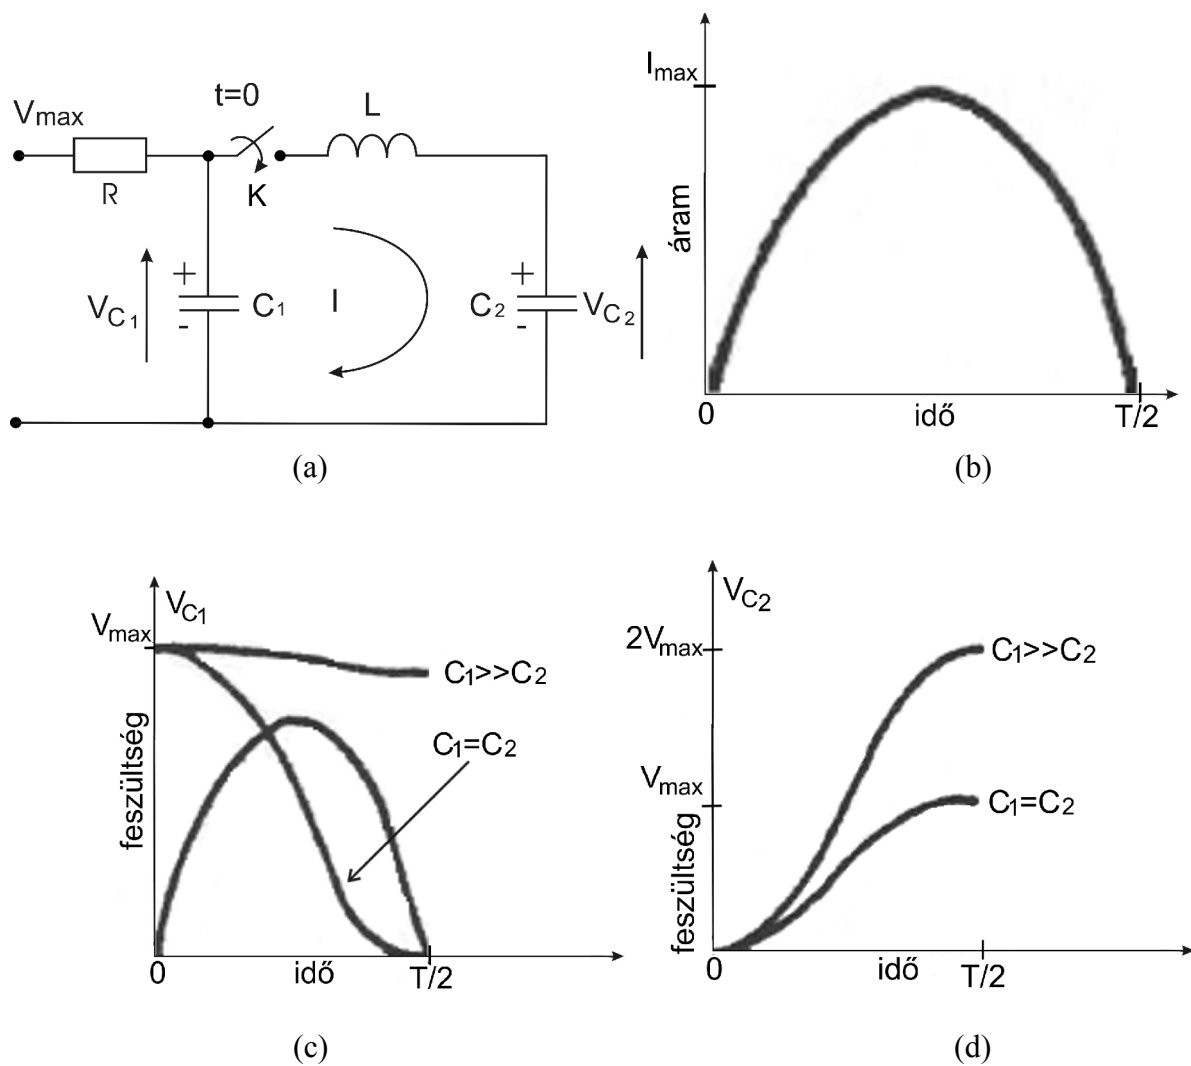 t=0
L
Vmax
R
K
+
+
VC1
C1
I
C2
VC2
-
-
(a)
Imax
áram
0
idő
T/2
(b)
VC1
Vmax
C1>>C2
C1=C2
feszültség
0
idő
T/2
(c)
VC2
2Vmax
C1>>C2
Vmax
C1=C2
feszültség
0
idő
T/2
(d)